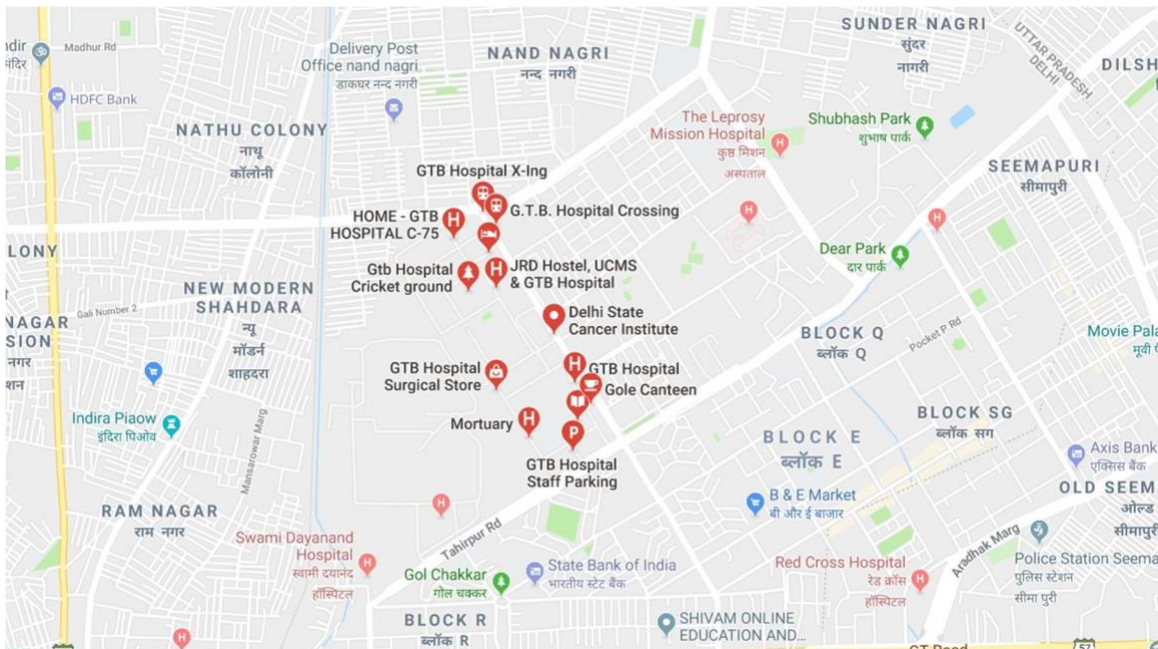 SUNDER NAGRI
सुंदर
नागरी
UTTAR PRADESH
DELHI
DILSH
NAND NAGRI
नन्द नगरी
Delivery Post
Office nand nagri
डाकघर नन्द नगरी
Madhur Rd
HDFC Bank
NATHU COLONY
नाथू
कॉलोनी
The Leprosy
Mission Hospital
कुष्ठ मिशन
अस्पताल
Shubhash Park
शुभाष पार्क
SEEMAPURI
सीमापुरी
GTB Hospital X-Ing
G.T.B. Hospital Crossing
HOME - GTB
HOSPITAL C-75
Gtb Hospital
Cricket ground
JRD Hostel, UCMS
& GTB Hospital
Dear Park
दार पार्क
LONY
NEW MODERN
SHAHDARA
न्यू
मॉडर्न
शाहदरा
Gali Number 2
NAGAR
SION
नगर
शन
Delhi State
Cancer Institute
BLOCK Q
ब्लॉक Q
Pocket P Rd
Movie Pala
GTB Hospital
Surgical Store
GTB Hospital
Gole Canteen
Mortuary
GTB Hospital
Staff Parking
P
Indira Piaow
इंदिरा पिओव
Mansarowar Marg
BLOCK SG
ब्लॉक सग
BLOCK E
ब्लॉक E
Axis Bank
एक्सिस बैंक
B & E Market
बी और ई बाजार
OLD SEEM
ओल्ड
सीमापुरी
RAM NAGAR
राम नगर
Tahirpur Rd
Swami Dayanand
Hospital
स्वामी दयानंद
हॉस्पिटल
Gol Chakkar
गोल चक्कर
State Bank of India
भारतीय स्टेट बैंक
Red Cross Hospital
रेड क्रॉस
हॉस्पिटल
Aradhak Marg
Police Station Seema
पुलिस स्टेशन
सीमा पुरी
BLOCK R
ब्लॉक R
SHIVAM ONLINE
EDUCATION AND...
GT Road
57